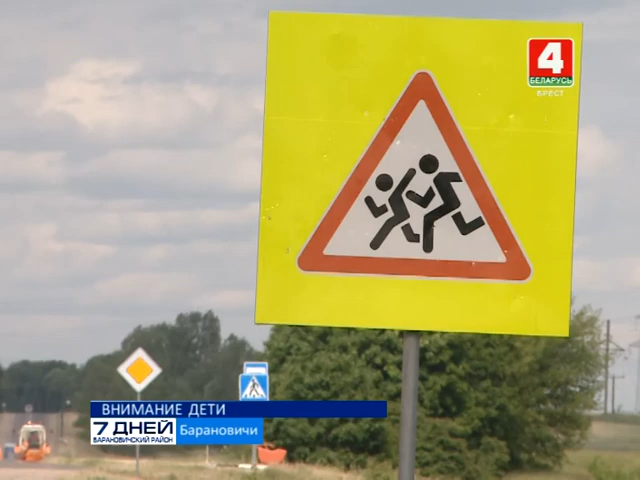 4
БЕЛАРУСЬ
БРЕСТ
ВНИМАНИЕ ДЕТИ
7 ДНЕЙ
БАРАНОВИЧСКИЙ РАЙОН
Барановичи